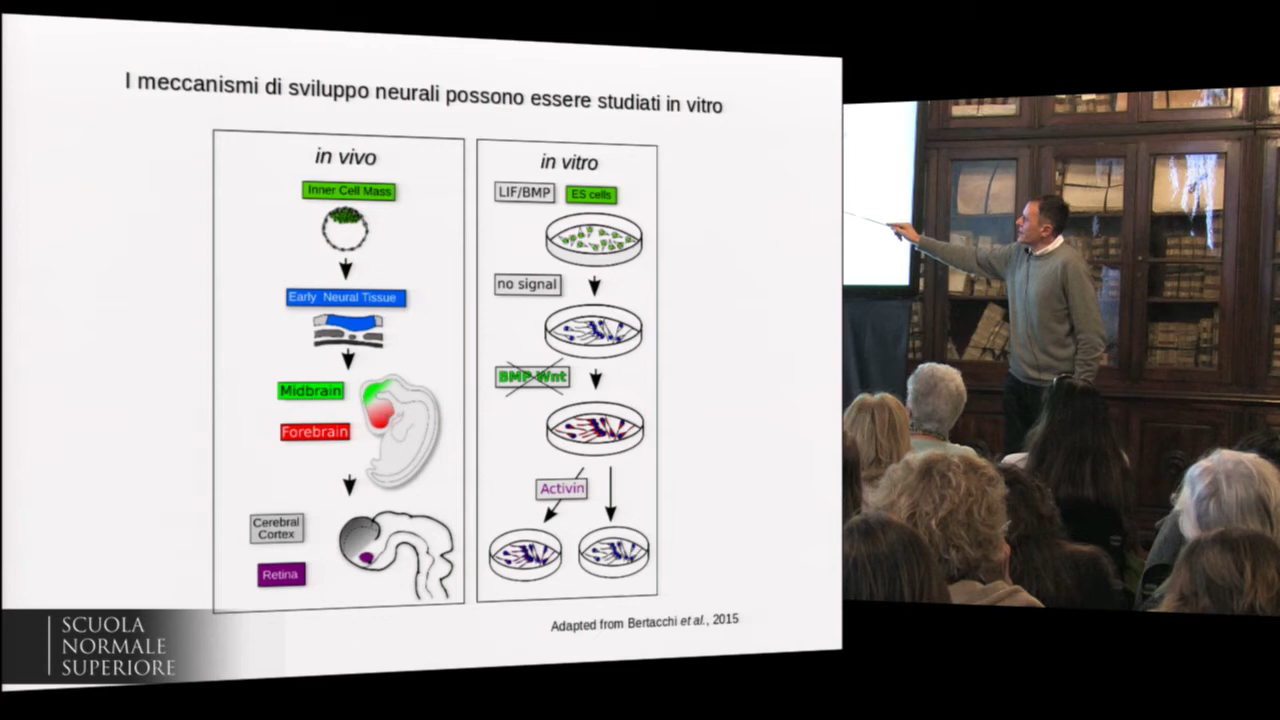 I meccanismi di sviluppo neurali possono essere studiati in vitro
in vivo
Inner Cell Mass
Early Neural Tissue
Midbrain
Forebrain
Cerebral
Cortex
Retina
in vitro
LIF/BMP
ES cells
no signal
BMP Wnt
Activin
Adapted from Bertacchi et al., 2015
SCUOLA
NORMALE
SUPERIORE